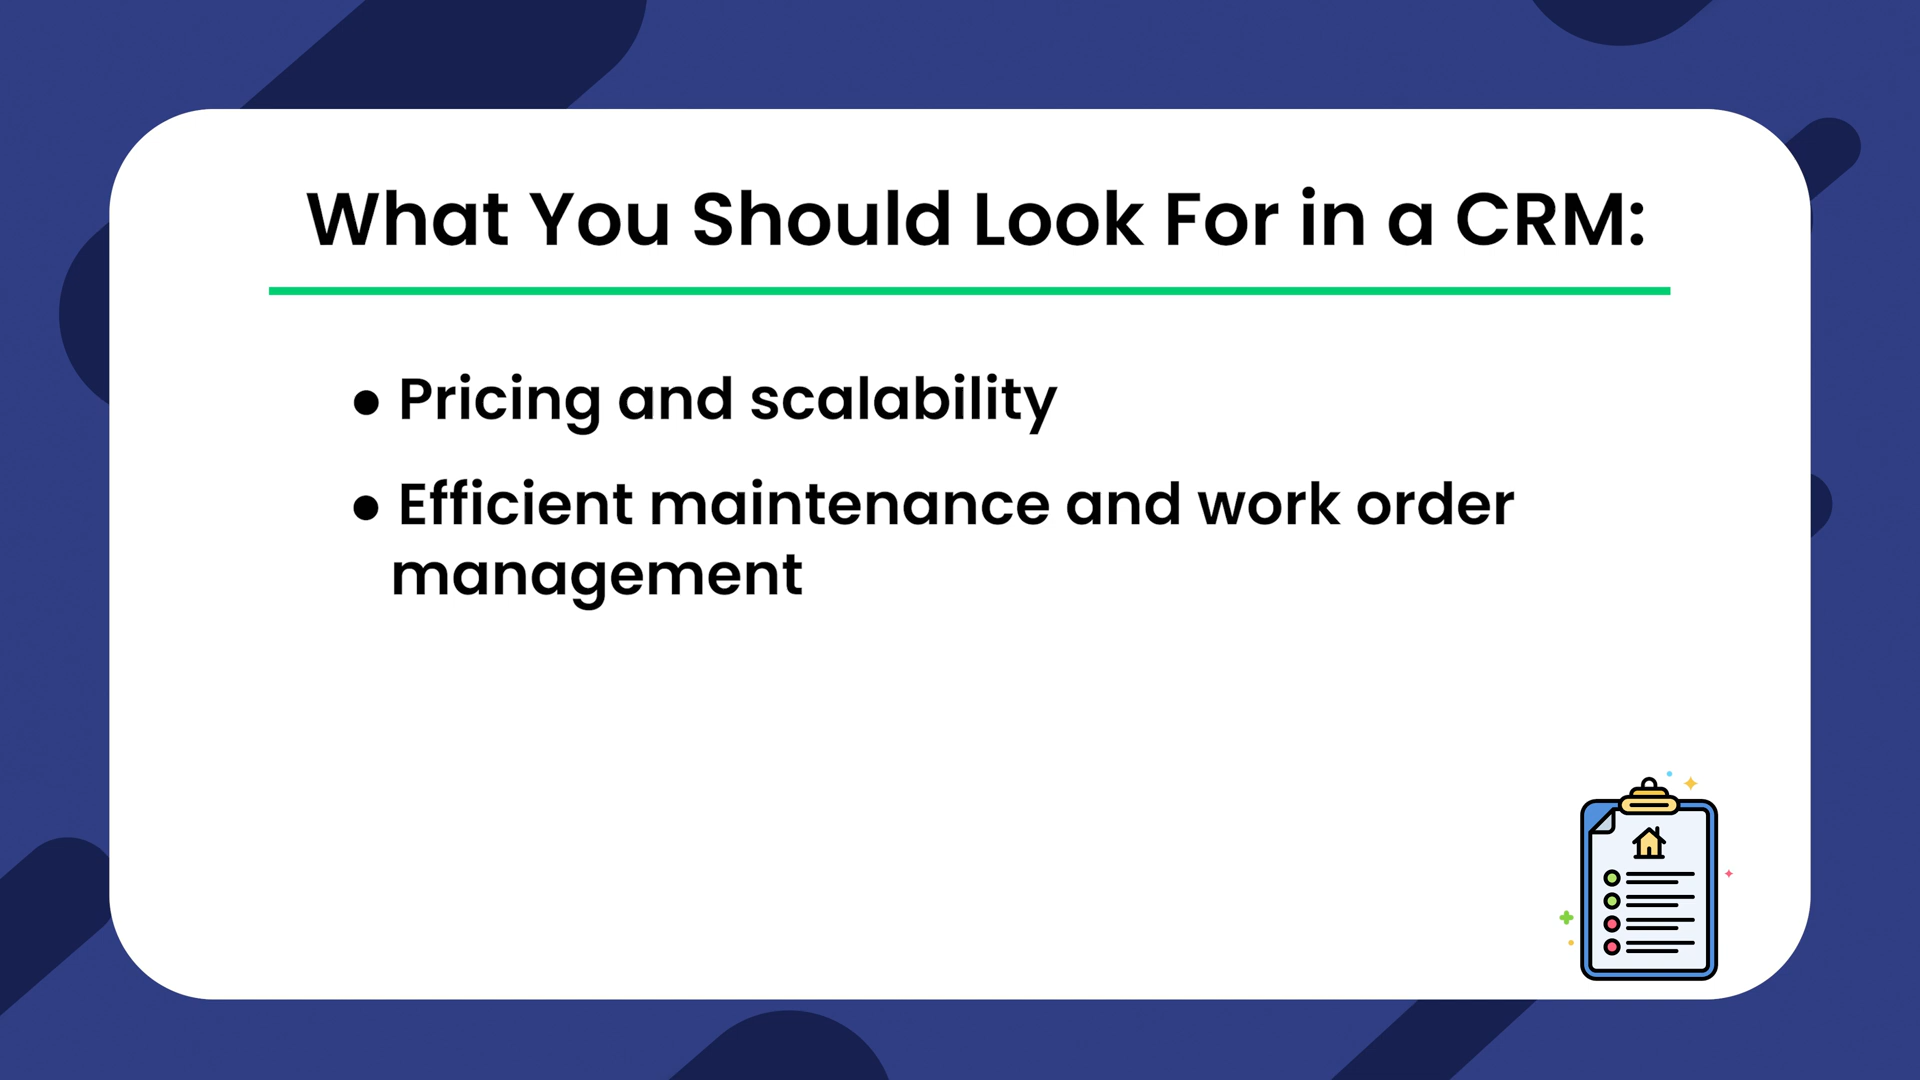 What You Should Look For in a CRM:
● Pricing and scalability
● Efficient maintenance and work order
management